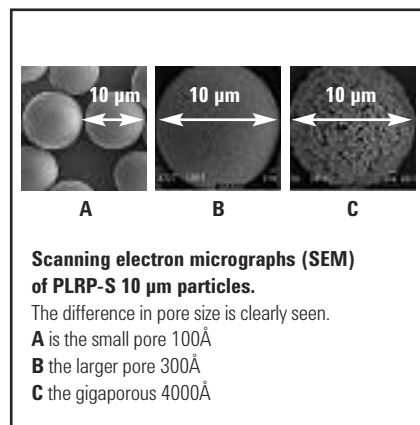 10 µm 10 µm 10 µm
A B C
Scanning electron micrographs (SEM)
of PLRP-S 10 µm particles.
The difference in pore size is clearly seen.
A is the small pore 100Å
B the larger pore 300Å
C the gigaporous 4000Å